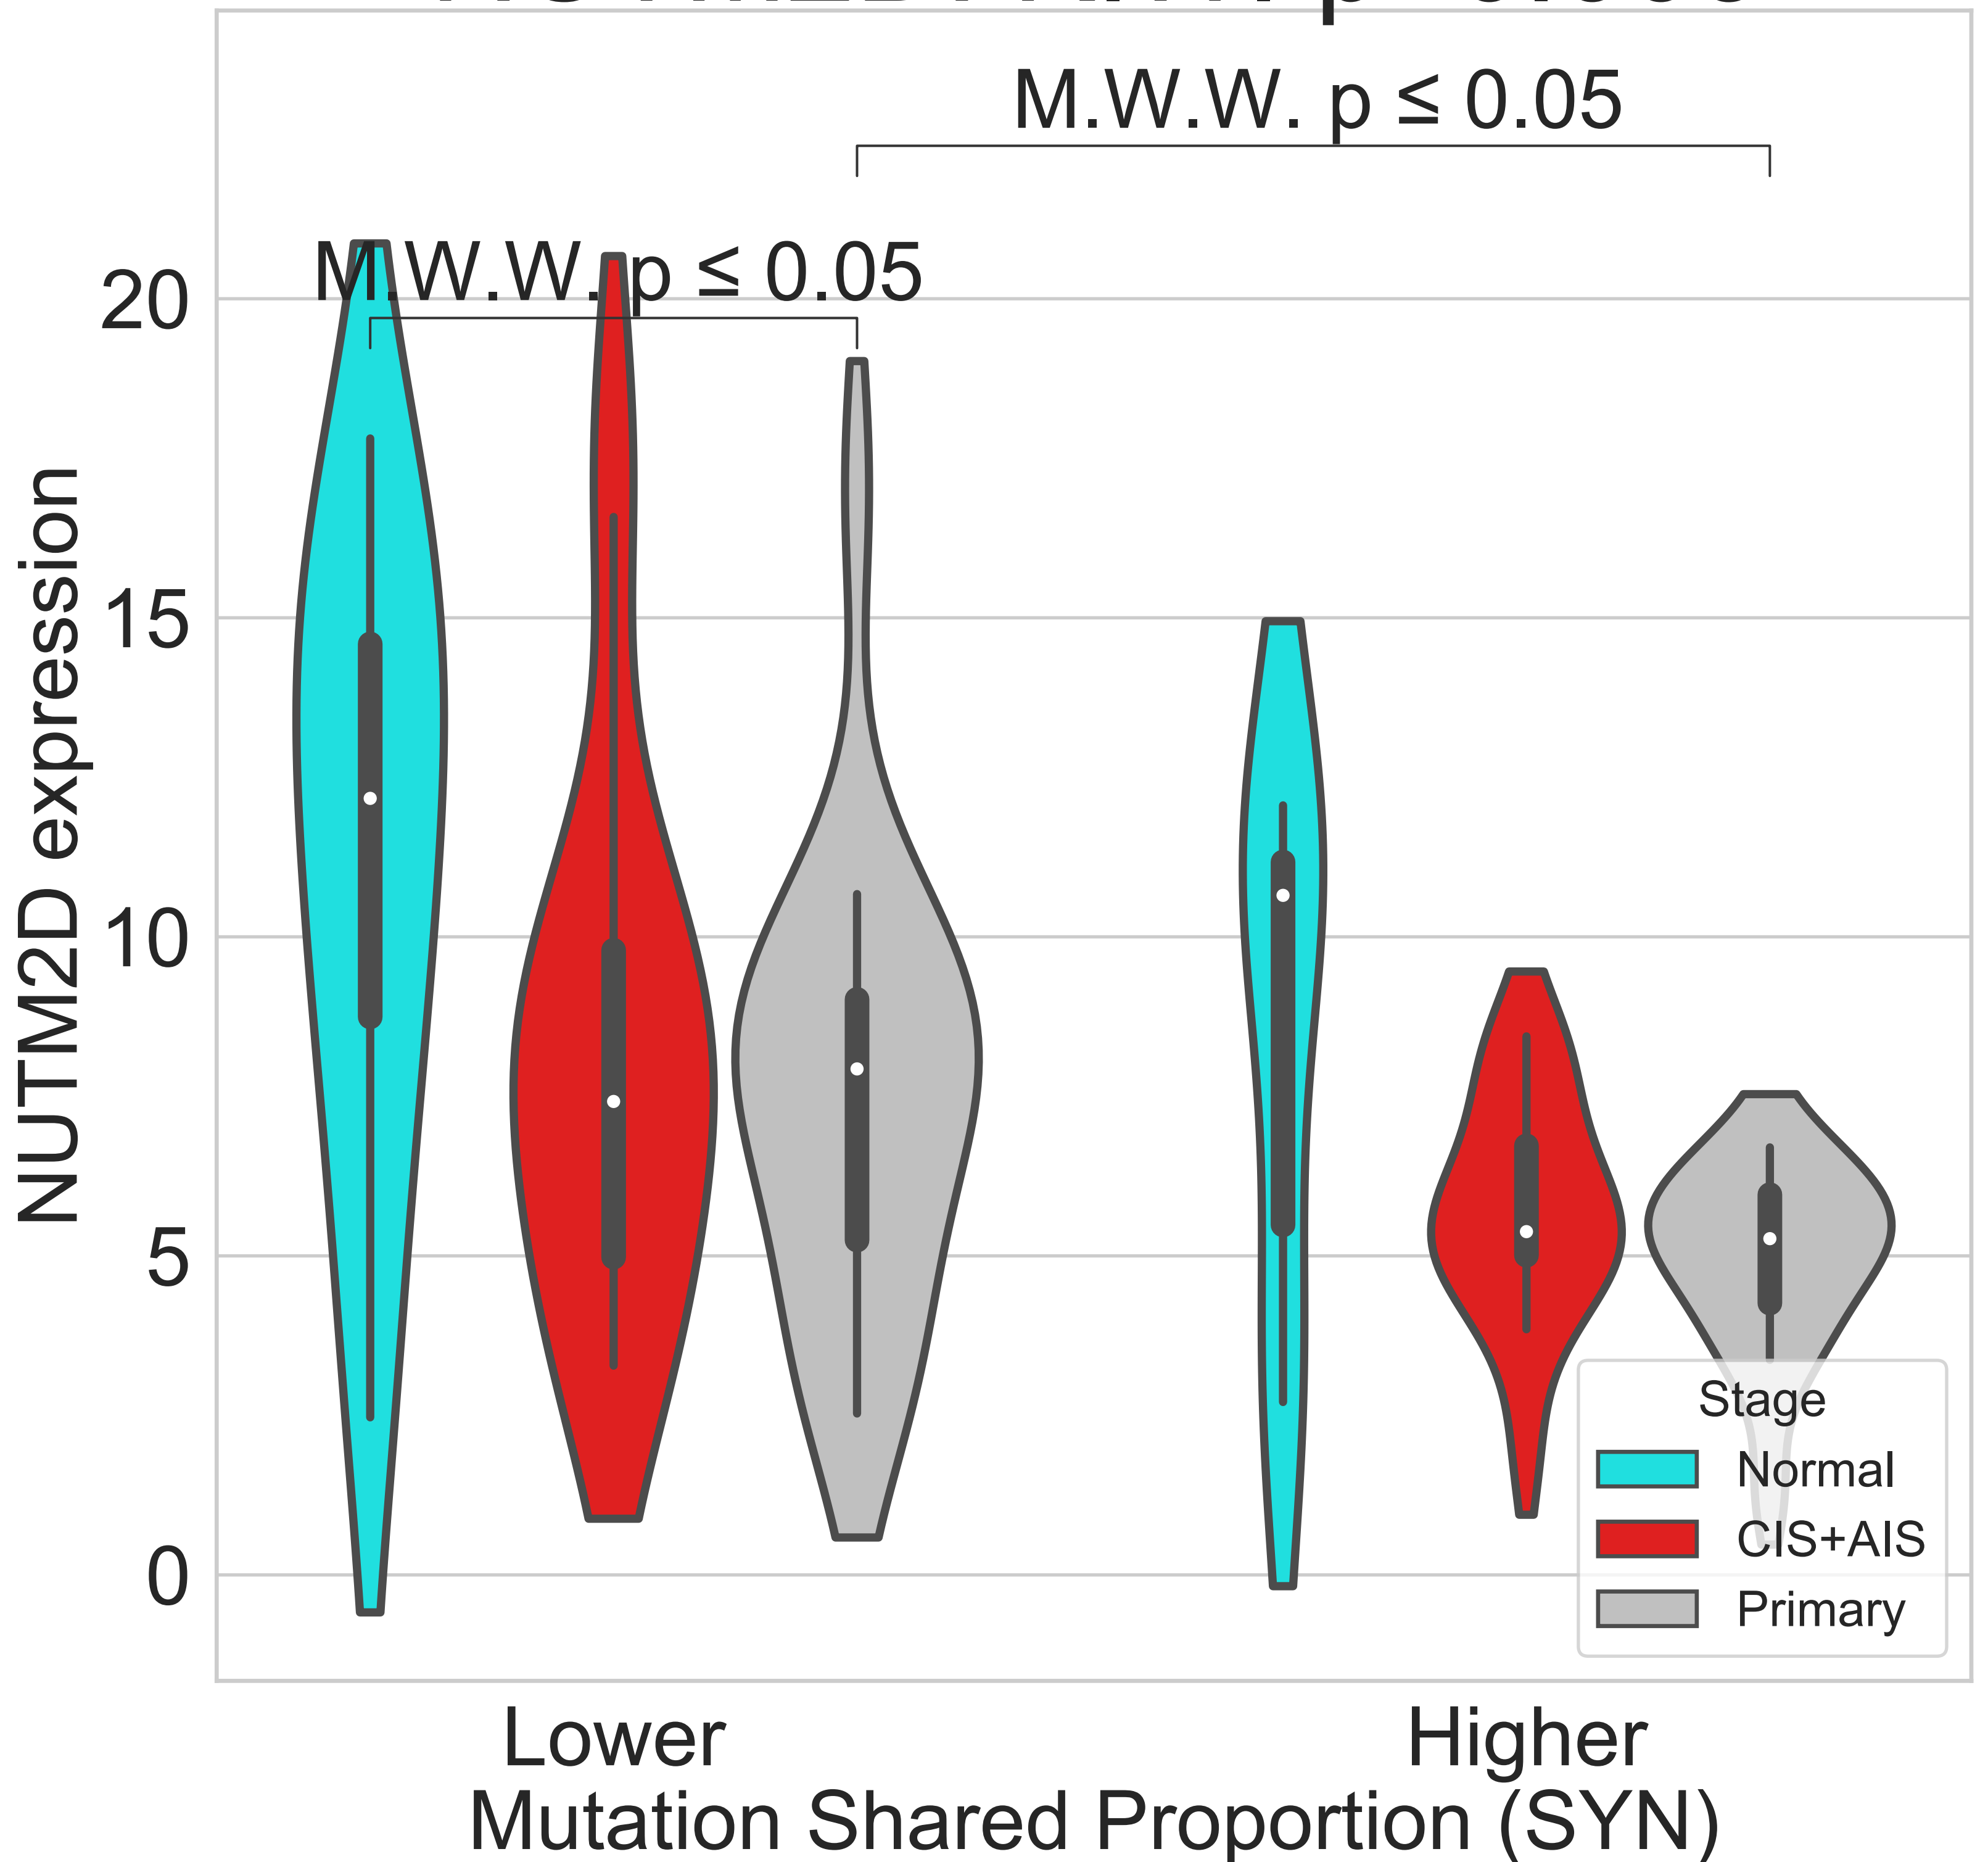 M.W.W. p ≤ 0.05
M.W.W. p ≤ 0.05
NUTM2D expression
20
15
10
5
0
Stage
Normal
CIS+AIS
Primary
Lower
Higher
Mutation Shared Proportion (SYN)